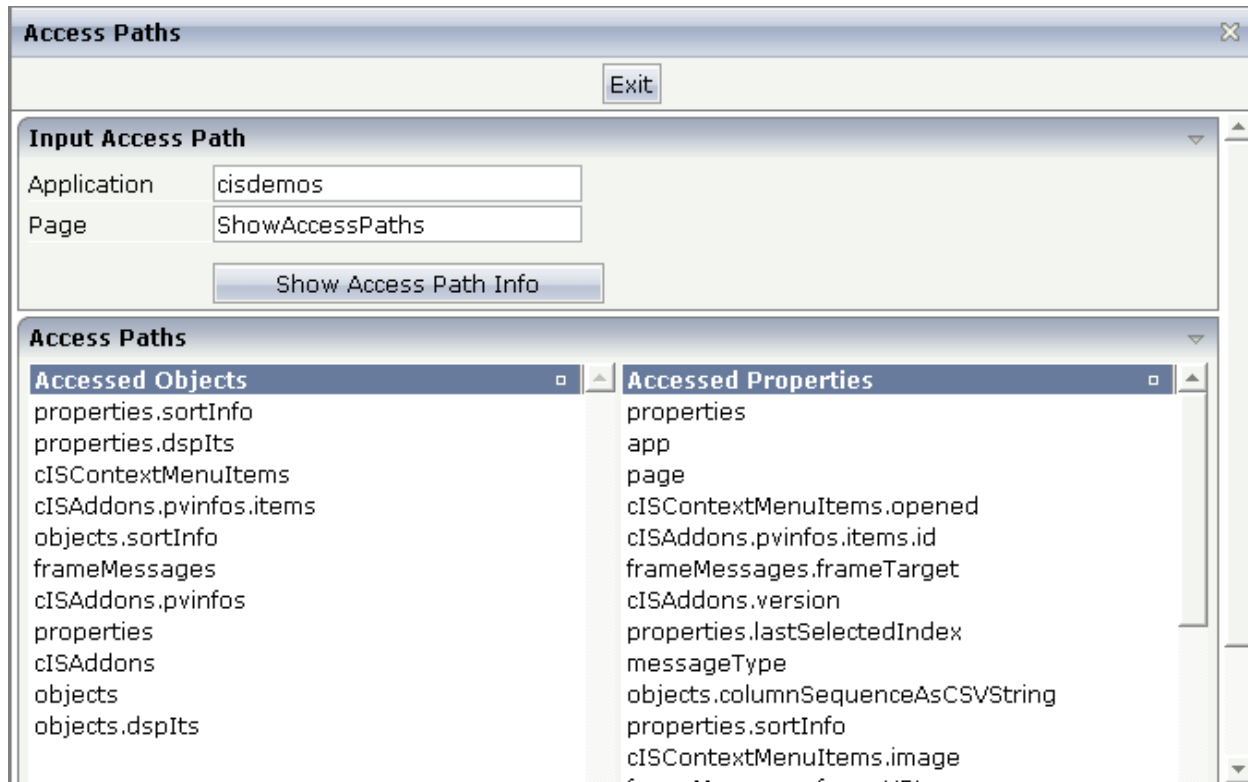 Access Paths
Exit
Input Access Path
Application cisdemos
Page ShowAccessPaths
Show Access Path Info
Access Paths
Accessed Objects
properties.sortInfo
properties.dspIts
cISContextMenuItems
cISAddons.pvinfos.items
objects.sortInfo
frameMessages
cISAddons.pvinfos
properties
cISAddons
objects
objects.dspIts
Accessed Properties
properties
app
page
cISContextMenuItems.opened
cISAddons.pvinfos.items.id
frameMessages.frameTarget
cISAddons.version
properties.lastSelectedIndex
messageType
objects.columnSequenceAsCSVString
properties.sortInfo
cISContextMenuItems.image